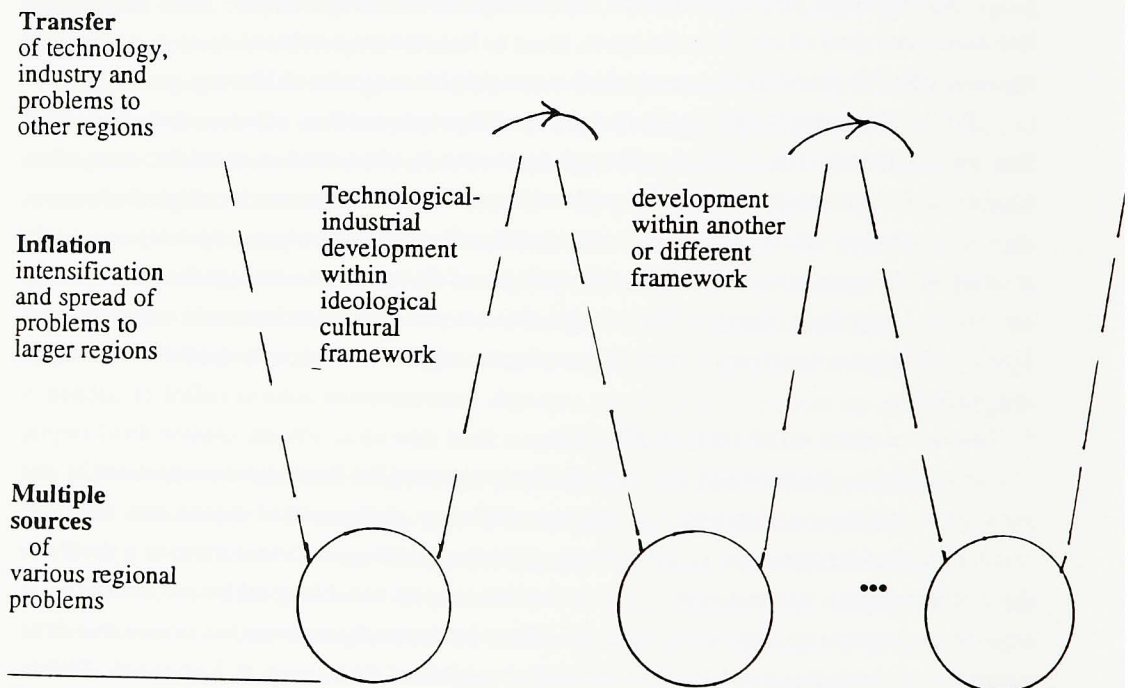 Transfer
of technology,
industry and
problems to
other regions
Technological-
industrial
development
within
ideological
cultural
framework
development
within another
or different
framework
Inflation
intensification
and spread of
problems to
larger regions
Multiple
sources
of
various regional
problems
•••